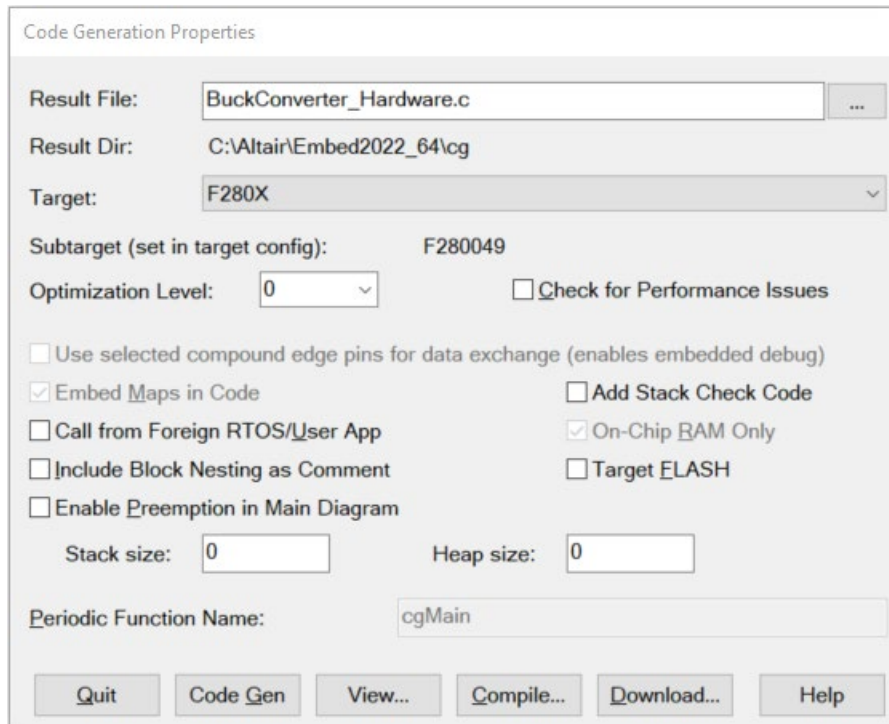 Code Generation Properties
Result File: BuckConverter_Hardware.c ...
Result Dir: C:\Altair\Embed2022_64\cg
Target: F280X
Subtarget (set in target config): F280049
Optimization Level: 0 Check for Performance Issues
Use selected compound edge pins for data exchange (enables embedded debug)
Embed Maps in Code Add Stack Check Code
Call from Foreign RTOS/User App On-Chip RAM Only
Include Block Nesting as Comment Target FLASH
Enable Preemption in Main Diagram
Stack size: 0 Heap size: 0
Periodic Function Name: cgMain
Quit Code Gen View... Compile... Download... Help